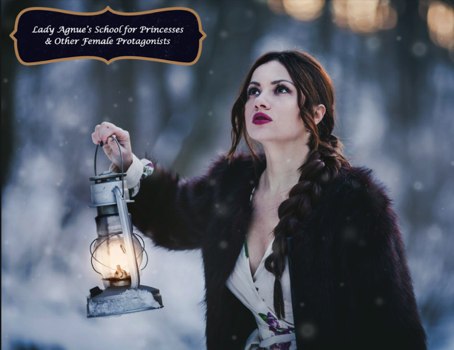 Lady Agnue's School for Princesses
& Other Female Protagonists